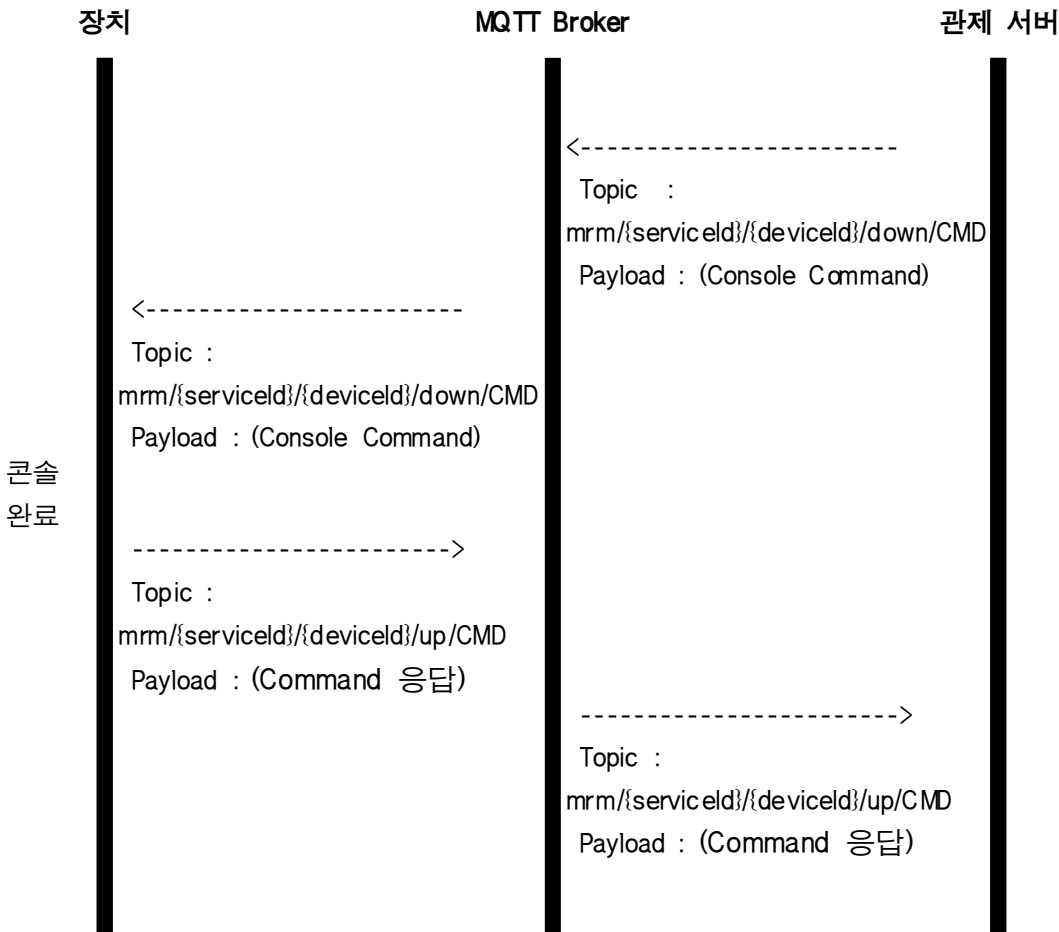 장치 MQTT Broker 관제 서버
<------------------------
Topic :
mrm/{serviceId}/{deviceId}/down/CMD
Payload : (Console Command)
<------------------------
Topic :
mrm/{serviceId}/{deviceId}/down/CMD
Payload : (Console Command)
콘솔
완료
------------------------>
Topic :
mrm/{serviceId}/{deviceId}/up/CMD
Payload : (Command 응답)
------------------------>
Topic :
mrm/{serviceId}/{deviceId}/up/CMD
Payload : (Command 응답)